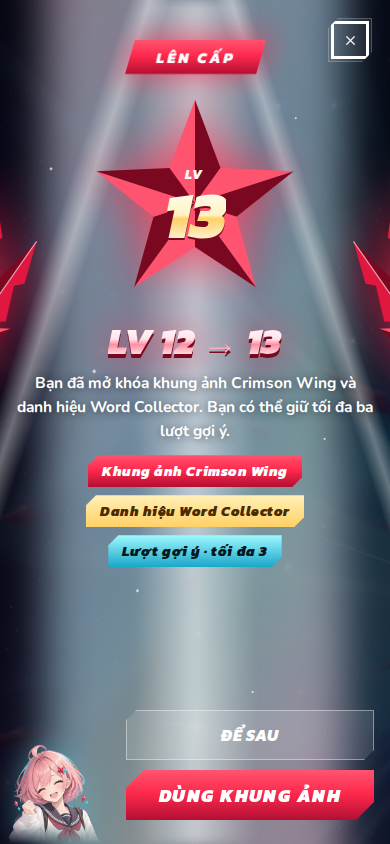 LÊN CẤP
×
LV
13
LV 12 → 13
Bạn đã mở khóa khung ảnh Crimson Wing và
danh hiệu Word Collector. Bạn có thể giữ tối đa ba
lượt gợi ý.
Khung ảnh Crimson Wing
Danh hiệu Word Collector
Lượt gợi ý · tối đa 3
ĐỂ SAU
DÙNG KHUNG ẢNH